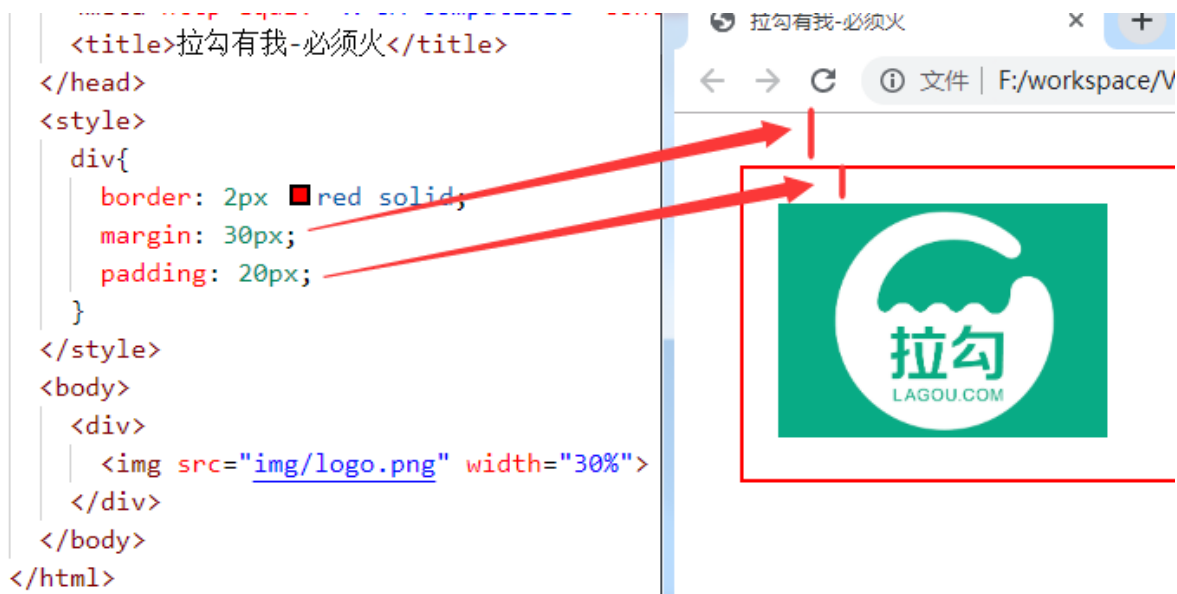 <title>拉勾有我-必须火</title>
</head>
<style>
div{
border: 2px red solid;
margin: 30px;
padding: 20px;
}
</style>
<body>
<div>
<img src="img/logo.png" width="30%">
</div>
</body>
</html>
拉勾有我-必须火
文件 | F:/workspace/V
拉勾
LAGOU.COM